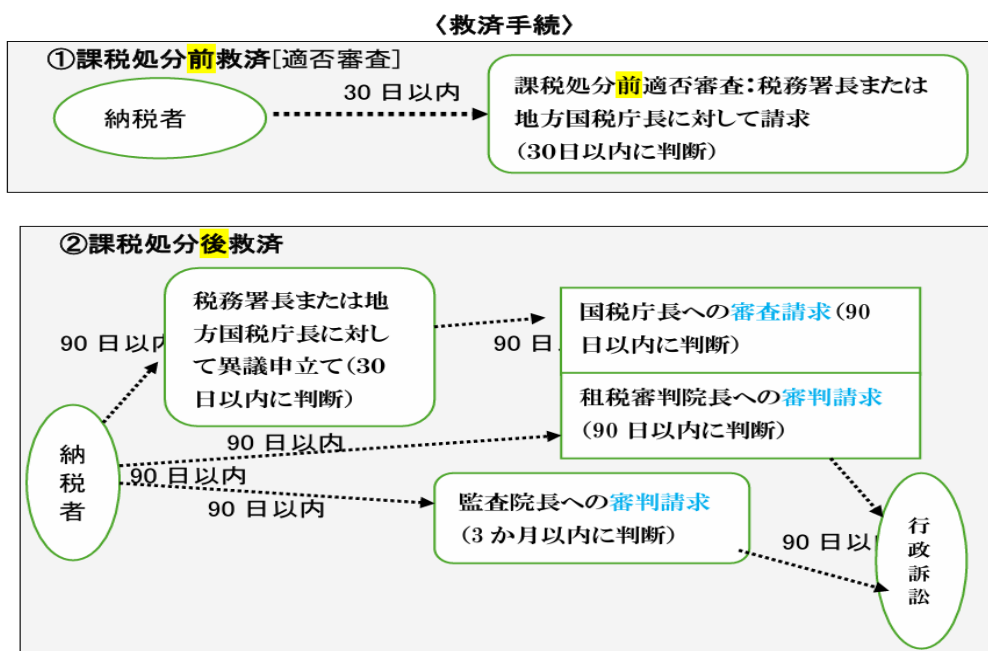 〈救済手続〉
①課税処分前救済[適否審査]
納税者
30 日以内
課税処分前適否審査：税務署長または
地方国税庁長に対して請求
(30日以内に判断)
②課税処分後救済
90 日以内
税務署長または地
方国税庁長に対し
て異議申立て(30
日以内に判断)
90 日
国税庁長への審査請求(90
日以内に判断)
租税審判院長への審判請求
(90 日以内に判断)
納
税
者
90 日以内
90 日以内
90 日以内
監査院長への審判請求
(3 か月以内に判断)
90 日以
行
政
訴
訟